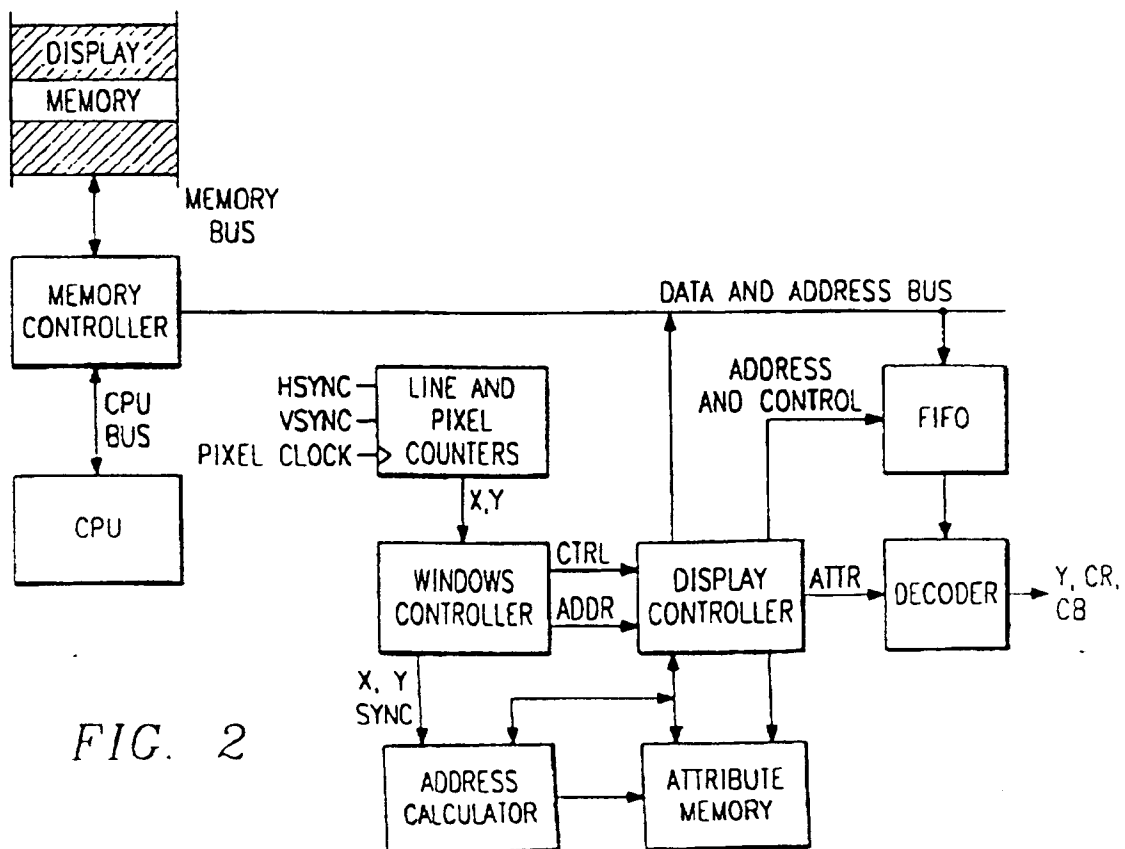 DISPLAY
MEMORY
MEMORY
BUS
MEMORY
CONTROLLER
DATA AND ADDRESS BUS
CPU
BUS
HSYNC
VSYNC
PIXEL CLOCK
LINE AND
PIXEL
COUNTERS
ADDRESS
AND CONTROL
FIFO
CPU
X,Y
WINDOWS
CONTROLLER
CTRL
ADDR
DISPLAY
CONTROLLER
ATTR
DECODER
Y, CR,
CB
X, Y
SYNC
ADDRESS
CALCULATOR
ATTRIBUTE
MEMORY
FIG. 2